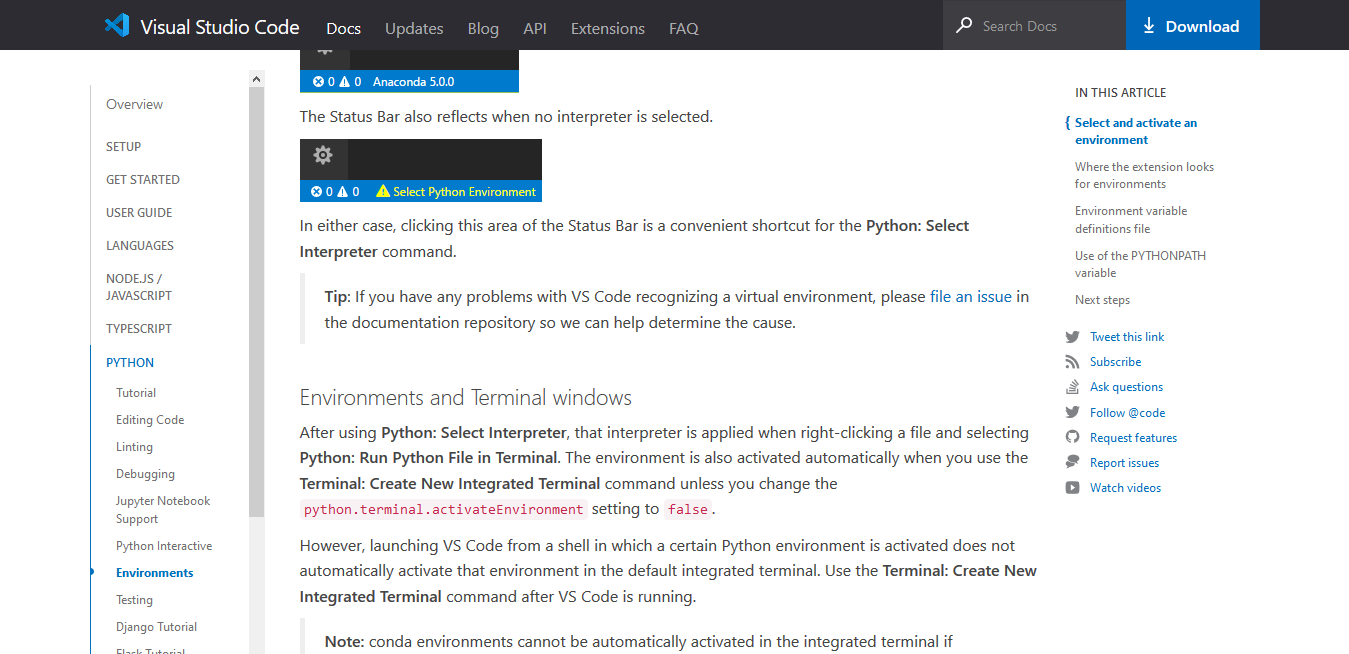 Visual Studio Code Docs Updates Blog API Extensions FAQ Search Docs Download
Overview
SETUP
GET STARTED
USER GUIDE
LANGUAGES
NODE.JS /
JAVASCRIPT
TYPESCRIPT
PYTHON
Tutorial
Editing Code
Linting
Debugging
Jupyter Notebook
Support
Python Interactive
Environments
Testing
Django Tutorial
Flask Tutorial
0 0 Anaconda 5.0.0
The Status Bar also reflects when no interpreter is selected.
0 0 Select Python Environment
In either case, clicking this area of the Status Bar is a convenient shortcut for the Python: Select
Interpreter command.
Tip: If you have any problems with VS Code recognizing a virtual environment, please file an issue in
the documentation repository so we can help determine the cause.
Environments and Terminal windows
After using Python: Select Interpreter, that interpreter is applied when right-clicking a file and selecting
Python: Run Python File in Terminal. The environment is also activated automatically when you use the
Terminal: Create New Integrated Terminal command unless you change the
python.terminal.activateEnvironment setting to false.
However, launching VS Code from a shell in which a certain Python environment is activated does not
automatically activate that environment in the default integrated terminal. Use the Terminal: Create New
Integrated Terminal command after VS Code is running.
Note: conda environments cannot be automatically activated in the integrated terminal if
IN THIS ARTICLE
Select and activate an
environment
Where the extension looks
for environments
Environment variable
definitions file
Use of the PYTHONPATH
variable
Next steps
Tweet this link
Subscribe
Ask questions
Follow @code
Request features
Report issues
Watch videos